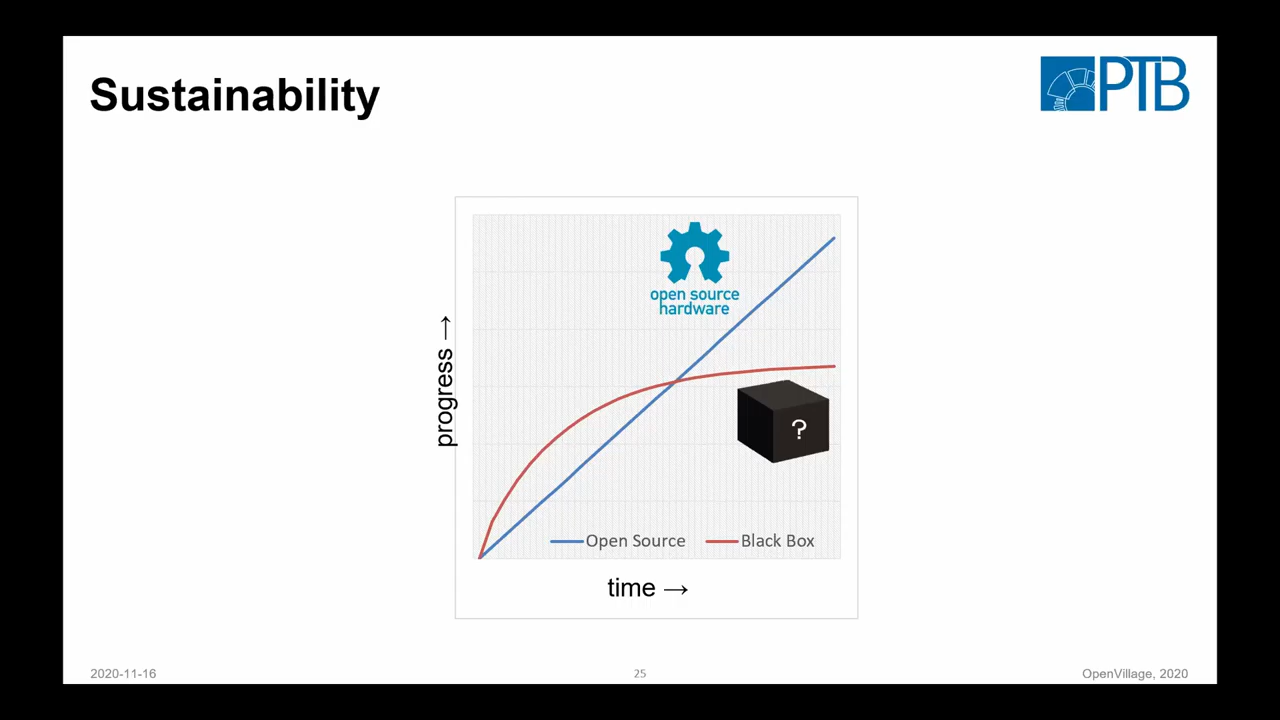 Sustainability
PTB
open source
hardware
progress →
?
Open Source
Black Box
time →
2020-11-16
25
OpenVillage, 2020